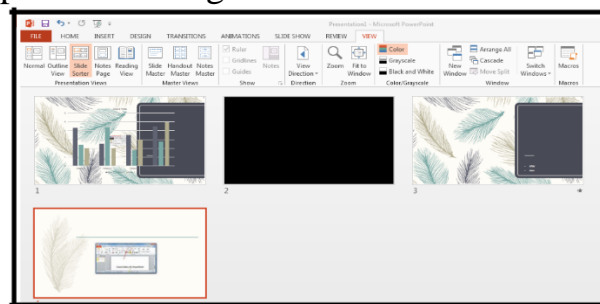 Presentation1 - Microsoft PowerPoint
FILE HOME INSERT DESIGN TRANSITIONS ANIMATIONS SLIDE SHOW REVIEW VIEW
Normal Outline View Slide Sorter Notes Page Reading View
Slide Master Handout Master Notes Master
Ruler
Gridlines
Guides
Notes
View Direction
Zoom Fit to Window
Color
Grayscale
Black and White
New Window
Arrange All
Cascade
Move Split
Switch Windows
Macros
Presentation Views Master Views Show Direction Zoom Color/Grayscale Window Macros
1
2
3